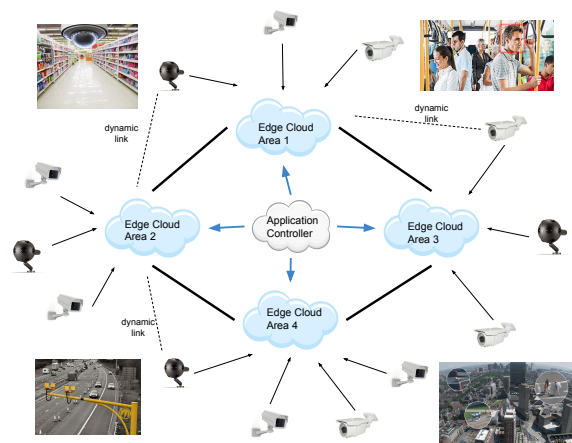 Edge Cloud
Area 1
dynamic
link
dynamic
link
Edge Cloud
Area 2
Application
Controller
Edge Cloud
Area 3
Edge Cloud
Area 4
dynamic
link